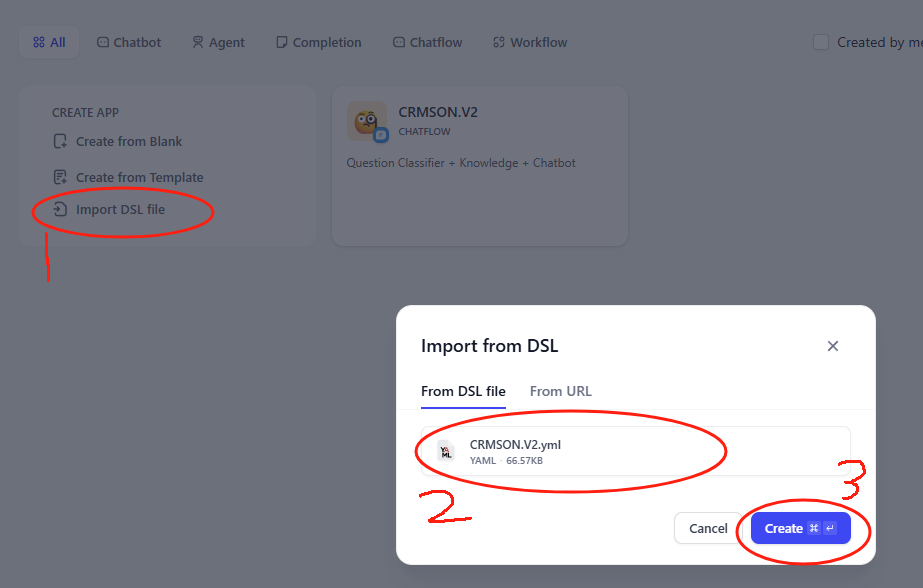 All
Chatbot
Agent
Completion
Chatflow
Workflow
Created by me
CREATE APP
Create from Blank
Create from Template
Import DSL file
1
CRMSON.V2
CHATFLOW
Question Classifier + Knowledge + Chatbot
Import from DSL
From DSL file
From URL
YAML
CRMSON.V2.yml
YAML · 66.57KB
2
3
Cancel
Create ⌘ ↵